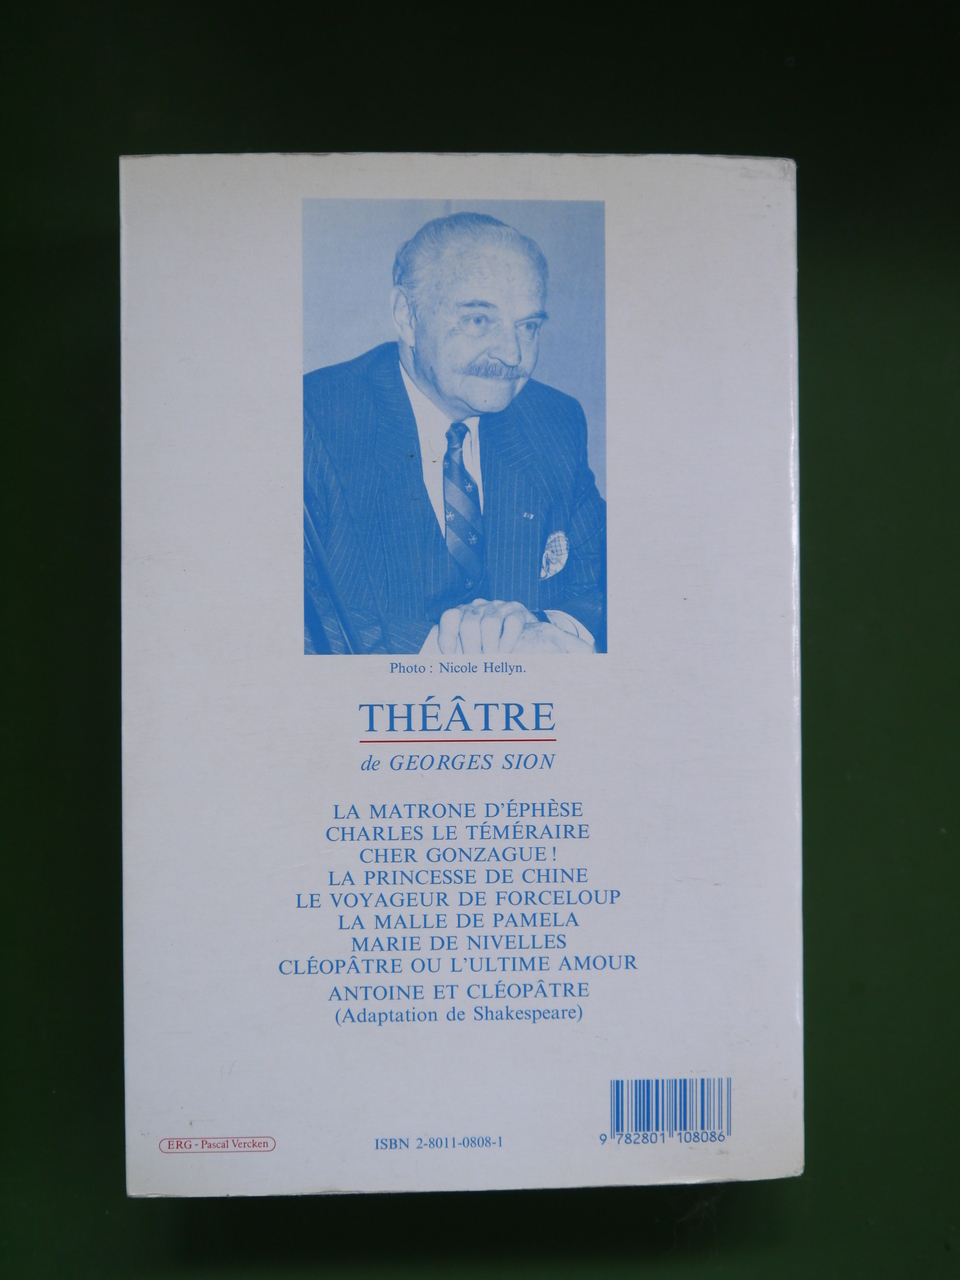 Photo : Nicole Hellyn.
THÉÂTRE
de GEORGES SION
LA MATRONE D'ÉPHÈSE
CHARLES LE TÉMÉRAIRE
CHER GONZAGUE !
LA PRINCESSE DE CHINE
LE VOYAGEUR DE FORCELOUP
LA MALLE DE PAMELA
MARIE DE NIVELLES
CLÉOPÂTRE OU L'ULTIME AMOUR
ANTOINE ET CLÉOPÂTRE
(Adaptation de Shakespeare)
ERG - Pascal Vercken
ISBN 2-8011-0808-1
9 782801 108086